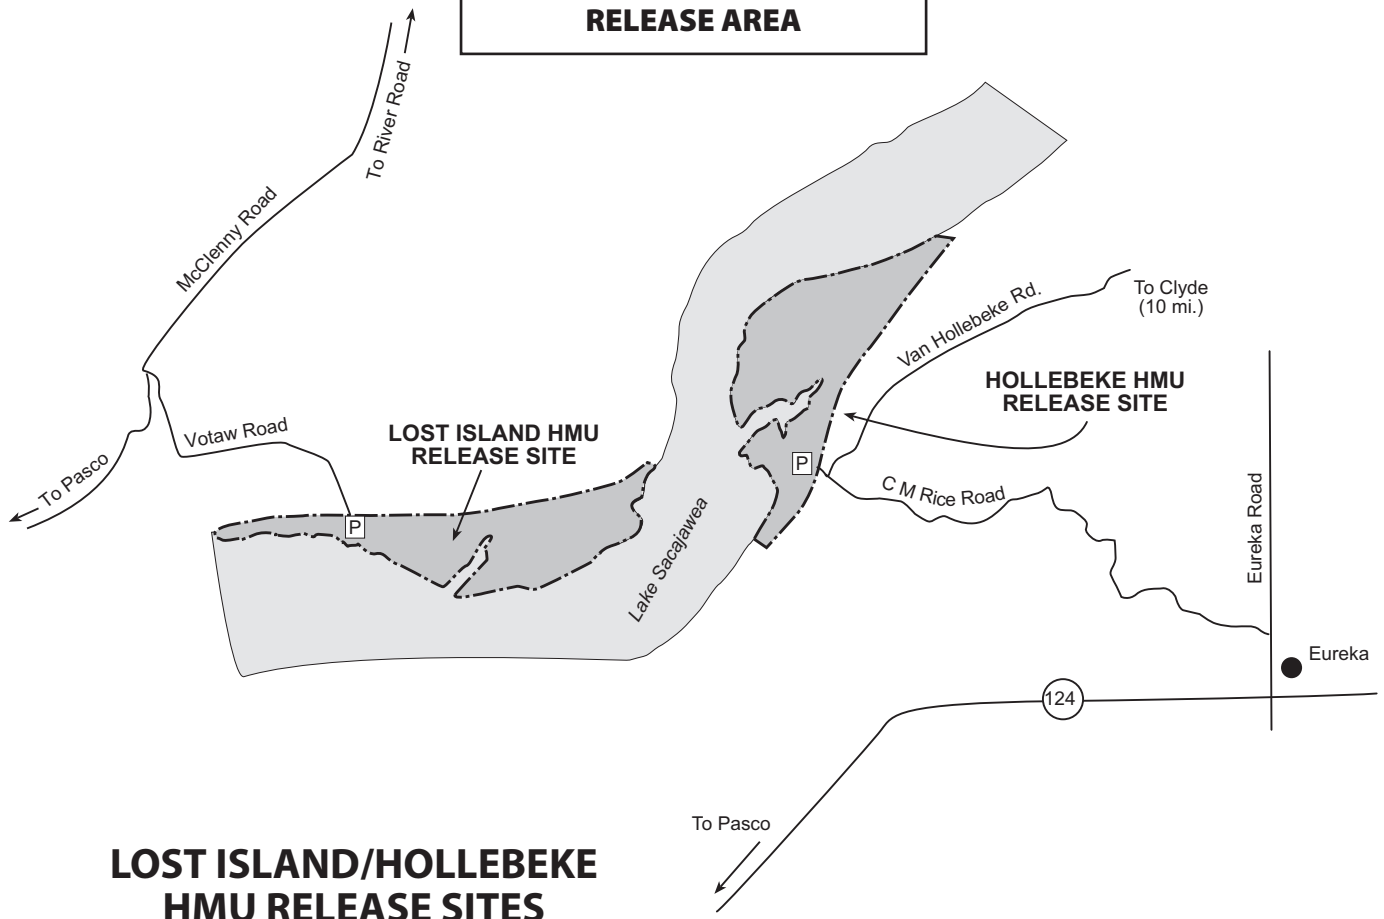 RELEASE AREA
To River Road
McClenny Road
To Clyde
(10 mi.)
Van Hollebeke Rd.
HOLLEBEKE HMU
RELEASE SITE
Votaw Road
LOST ISLAND HMU
RELEASE SITE
P
To Pasco
C M Rice Road
P
Lake Sacajawea
Eureka Road
Eureka
124
To Pasco
LOST ISLAND/HOLLEBEKE
HMU RELEASE SITES